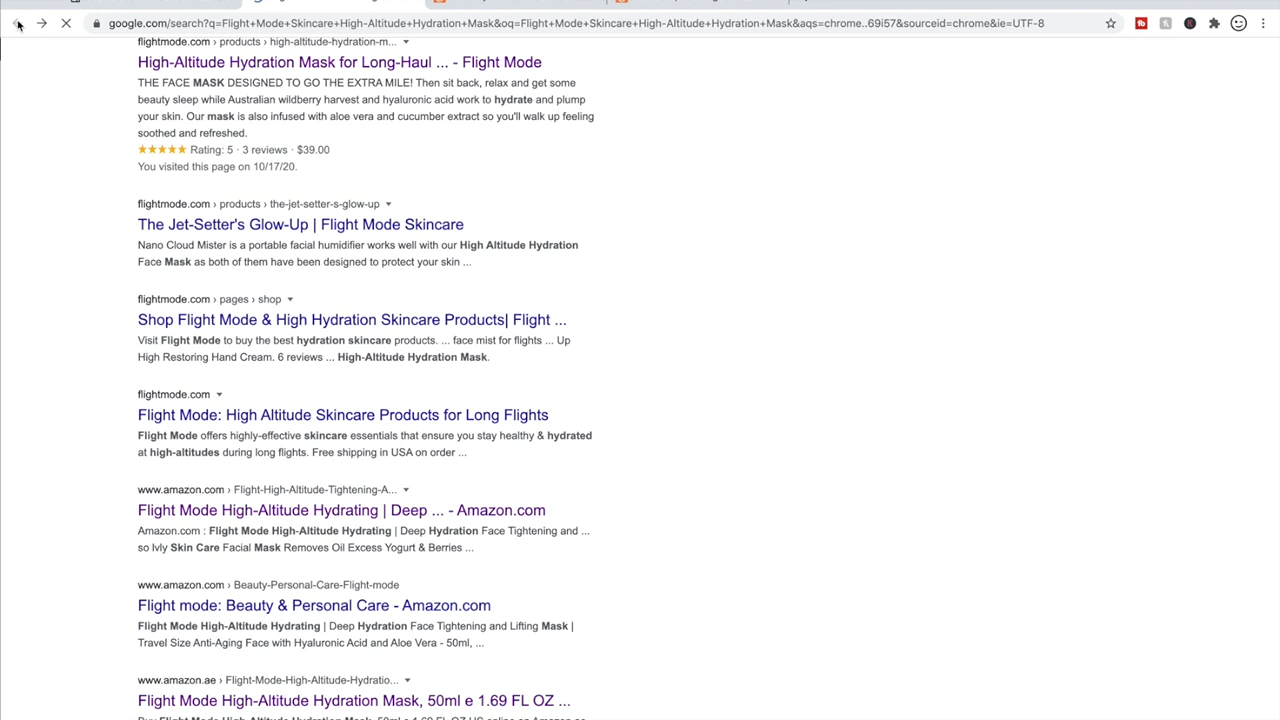 google.com/search?q=Flight+Mode+Skincare+High-Altitude+Hydration+Mask&oq=Flight+Mode+Skincare+High-Altitude+Hydration+Mask&aqs=chrome..69i57&sourceid=chrome&ie=UTF-8
flightmode.com › products › high-altitude-hydration-m...
High-Altitude Hydration Mask for Long-Haul ... - Flight Mode
THE FACE MASK DESIGNED TO GO THE EXTRA MILE! Then sit back, relax and get some
beauty sleep while Australian wildberry harvest and hyaluronic acid work to hydrate and plump
your skin. Our mask is also infused with aloe vera and cucumber extract so you'll walk up feeling
soothed and refreshed.
★★★★★ Rating: 5 · 3 reviews · $39.00
You visited this page on 10/17/20.
flightmode.com › products › the-jet-setter-s-glow-up
The Jet-Setter's Glow-Up | Flight Mode Skincare
Nano Cloud Mister is a portable facial humidifier works well with our High Altitude Hydration
Face Mask as both of them have been designed to protect your skin ...
flightmode.com › pages › shop
Shop Flight Mode & High Hydration Skincare Products| Flight ...
Visit Flight Mode to buy the best hydration skincare products. ... face mist for flights ... Up
High Restoring Hand Cream. 6 reviews ... High-Altitude Hydration Mask.
flightmode.com
Flight Mode: High Altitude Skincare Products for Long Flights
Flight Mode offers highly-effective skincare essentials that ensure you stay healthy & hydrated
at high-altitudes during long flights. Free shipping in USA on order ...
www.amazon.com › Flight-High-Altitude-Tightening-A...
Flight Mode High-Altitude Hydrating | Deep ... - Amazon.com
Amazon.com : Flight Mode High-Altitude Hydrating | Deep Hydration Face Tightening and ...
so Ivly Skin Care Facial Mask Removes Oil Excess Yogurt & Berries ...
www.amazon.com › Beauty-Personal-Care-Flight-mode
Flight mode: Beauty & Personal Care - Amazon.com
Flight Mode High-Altitude Hydrating | Deep Hydration Face Tightening and Lifting Mask |
Travel Size Anti-Aging Face with Hyaluronic Acid and Aloe Vera - 50ml, ...
www.amazon.ae › Flight-Mode-High-Altitude-Hydratio...
Flight Mode High-Altitude Hydration Mask, 50ml e 1.69 FL OZ ...